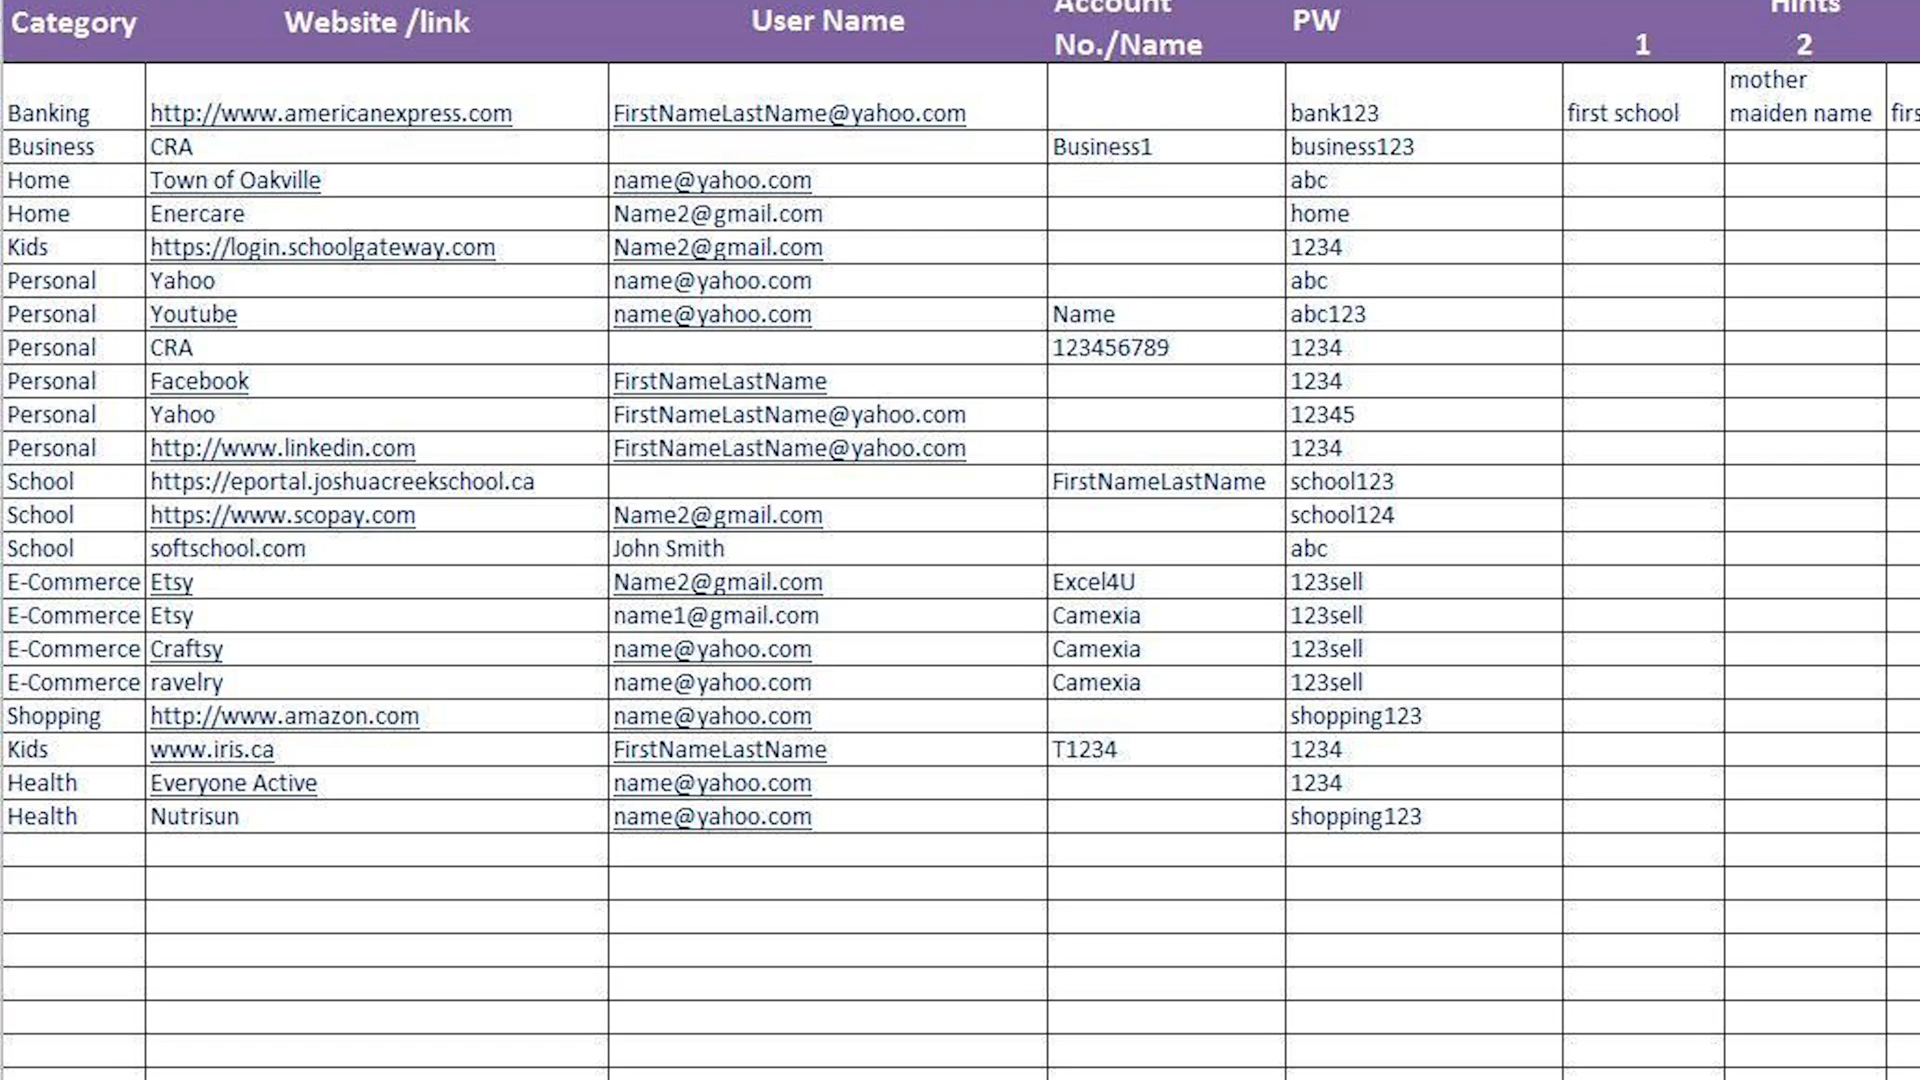 Category Website /link User Name Account No./Name PW Hints
1 2
Banking http://www.americanexpress.com FirstNameLastName@yahoo.com bank123 first school mother maiden name
Business CRA Business1 business123
Home Town of Oakville name@yahoo.com abc
Home Enercare Name2@gmail.com home
Kids https://login.schoolgateway.com Name2@gmail.com 1234
Personal Yahoo name@yahoo.com abc
Personal Youtube name@yahoo.com Name abc123
Personal CRA 123456789 1234
Personal Facebook FirstNameLastName 1234
Personal Yahoo FirstNameLastName@yahoo.com 12345
Personal http://www.linkedin.com FirstNameLastName@yahoo.com 1234
School https://eportal.joshuacreekschool.ca FirstNameLastName school123
School https://www.scopay.com Name2@gmail.com school124
School softschool.com John Smith abc
E-Commerce Etsy Name2@gmail.com Excel4U 123sell
E-Commerce Etsy name1@gmail.com Camexia 123sell
E-Commerce Craftsy name@yahoo.com Camexia 123sell
E-Commerce ravelry name@yahoo.com Camexia 123sell
Shopping http://www.amazon.com name@yahoo.com shopping123
Kids www.iris.ca FirstNameLastName T1234 1234
Health Everyone Active name@yahoo.com 1234
Health Nutrisun name@yahoo.com shopping123